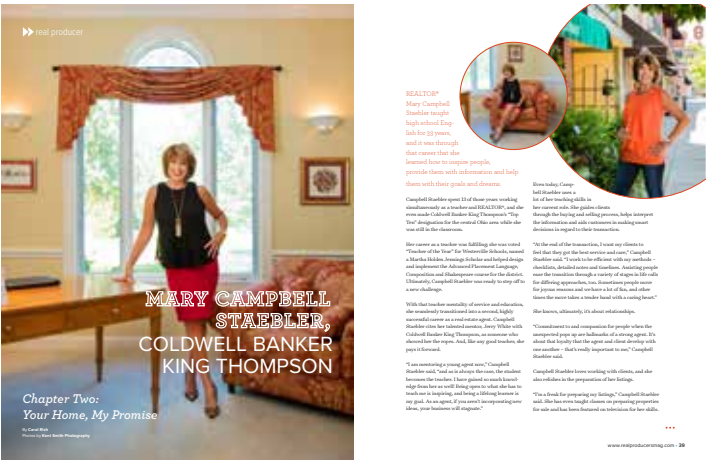 real producer
MARY CAMPBELL
STAEBLER,
COLDWELL BANKER
KING THOMPSON
Chapter Two:
Your Home, My Promise
By Carol Rich
Photos by Kent Smith Photography
REALTOR®
Mary Campbell
Staebler taught
high school Eng-
lish for 33 years,
and it was through
that career that she
learned how to inspire people,
provide them with information and help
them with their goals and dreams.
Campbell Staebler spent 13 of those years working
simultaneously as a teacher and REALTOR®, and she
even made Coldwell Banker King Thompson's "Top
Ten" designation for the central Ohio area while she
was still in the classroom.
Her career as a teacher was fulfilling; she was voted
"Teacher of the Year" for Westerville Schools, named
a Martha Holden Jennings Scholar and helped design
and implement the Advanced Placement Language,
Composition and Shakespeare course for the district.
Ultimately, Campbell Staebler was ready to step off to
a new challenge.
With that teacher mentality of service and education,
she seamlessly transitioned into a second, highly
successful career as a real estate agent. Campbell
Staebler cites her talented mentor, Jerry White with
Coldwell Banker King Thompson, as someone who
showed her the ropes. And, like any good teacher, she
pays it forward.
"I am mentoring a young agent now," Campbell
Staebler said, "and as is always the case, the student
becomes the teacher. I have gained so much knowl-
edge from her as well! Being open to what she has to
teach me is inspiring, and being a lifelong learner is
my goal. As an agent, if you aren't incorporating new
ideas, your business will stagnate."
Even today, Camp-
bell Staebler uses a
lot of her teaching skills in
her current role. She guides clients
through the buying and selling process, helps interpret
the information and aids customers in making smart
decisions in regard to their transaction.
"At the end of the transaction, I want my clients to
feel that they got the best service and care," Campbell
Staebler said. "I work to be efficient with my methods –
checklists, detailed notes and timelines. Assisting people
ease the transition through a variety of stages in life calls
for differing approaches, too. Sometimes people move
for joyous reasons and we have a lot of fun, and other
times the move takes a tender hand with a caring heart."
She knows, ultimately, it's about relationships.
"Commitment to and compassion for people when the
unexpected pops up are hallmarks of a strong agent. It's
about that loyalty that the agent and client develop with
one another – that's really important to me," Campbell
Staebler said.
Campbell Staebler loves working with clients, and she
also relishes in the preparation of her listings.
"I'm a freak for preparing my listings," Campbell Staebler
said. She has even taught classes on preparing properties
for sale and has been featured on television for her skills.
www.realproducersmag.com • 39